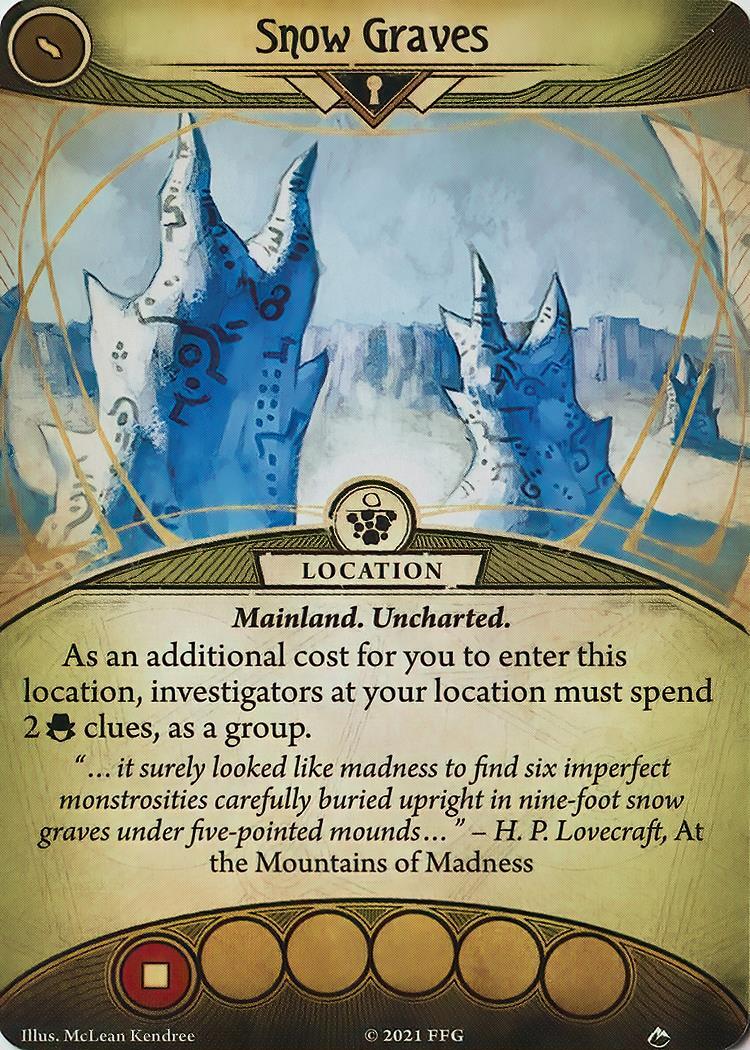 Snow Graves
LOCATION
Mainland. Uncharted.
As an additional cost for you to enter this
location, investigators at your location must spend
2 clues, as a group.
“… it surely looked like madness to find six imperfect
monstrosities carefully buried upright in nine-foot snow
graves under five-pointed mounds… ” – H. P. Lovecraft, At
the Mountains of Madness
Illus. McLean Kendree
© 2021 FFG